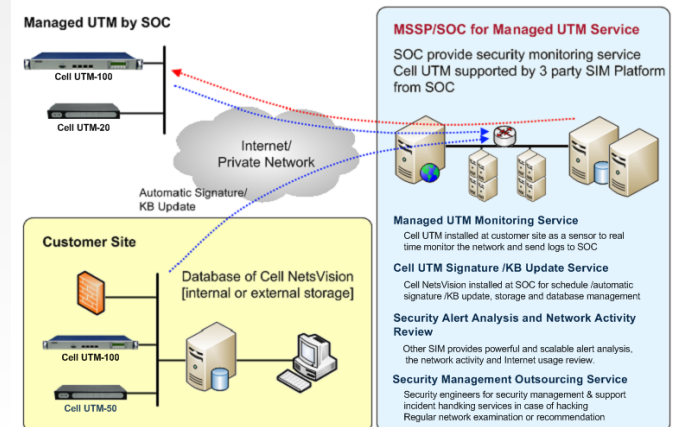 Managed UTM by SOC
Cell UTM-100
Cell UTM-20
Internet/
Private Network
Automatic Signature/
KB Update
Customer Site
Database of Cell NetsVision
[internal or external storage]
Cell UTM-100
Cell UTM-50
MSSP/SOC for Managed UTM Service
SOC provide security monitoring service
Cell UTM supported by 3 party SIM Platform
from SOC
Managed UTM Monitoring Service
Cell UTM installed at customer site as a sensor to real
time monitor the network and send logs to SOC
Cell UTM Signature /KB Update Service
Cell NetsVision installed at SOC for schedule /automatic
signature /KB update, storage and database management
Security Alert Analysis and Network Activity
Review
Other SIM provides powerful and scalable alert analysis,
the network activity and Internet usage review.
Security Management Outsourcing Service
Security engineers for security management & support
incident handking services in case of hacking
Regular network examination or recommendation